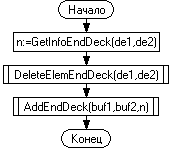 Начало
n:=GetInfoEndDeck(de1,de2)
DeleteElemEndDeck(de1,de2)
AddEndDeck(buf1,buf2,n)
Конец